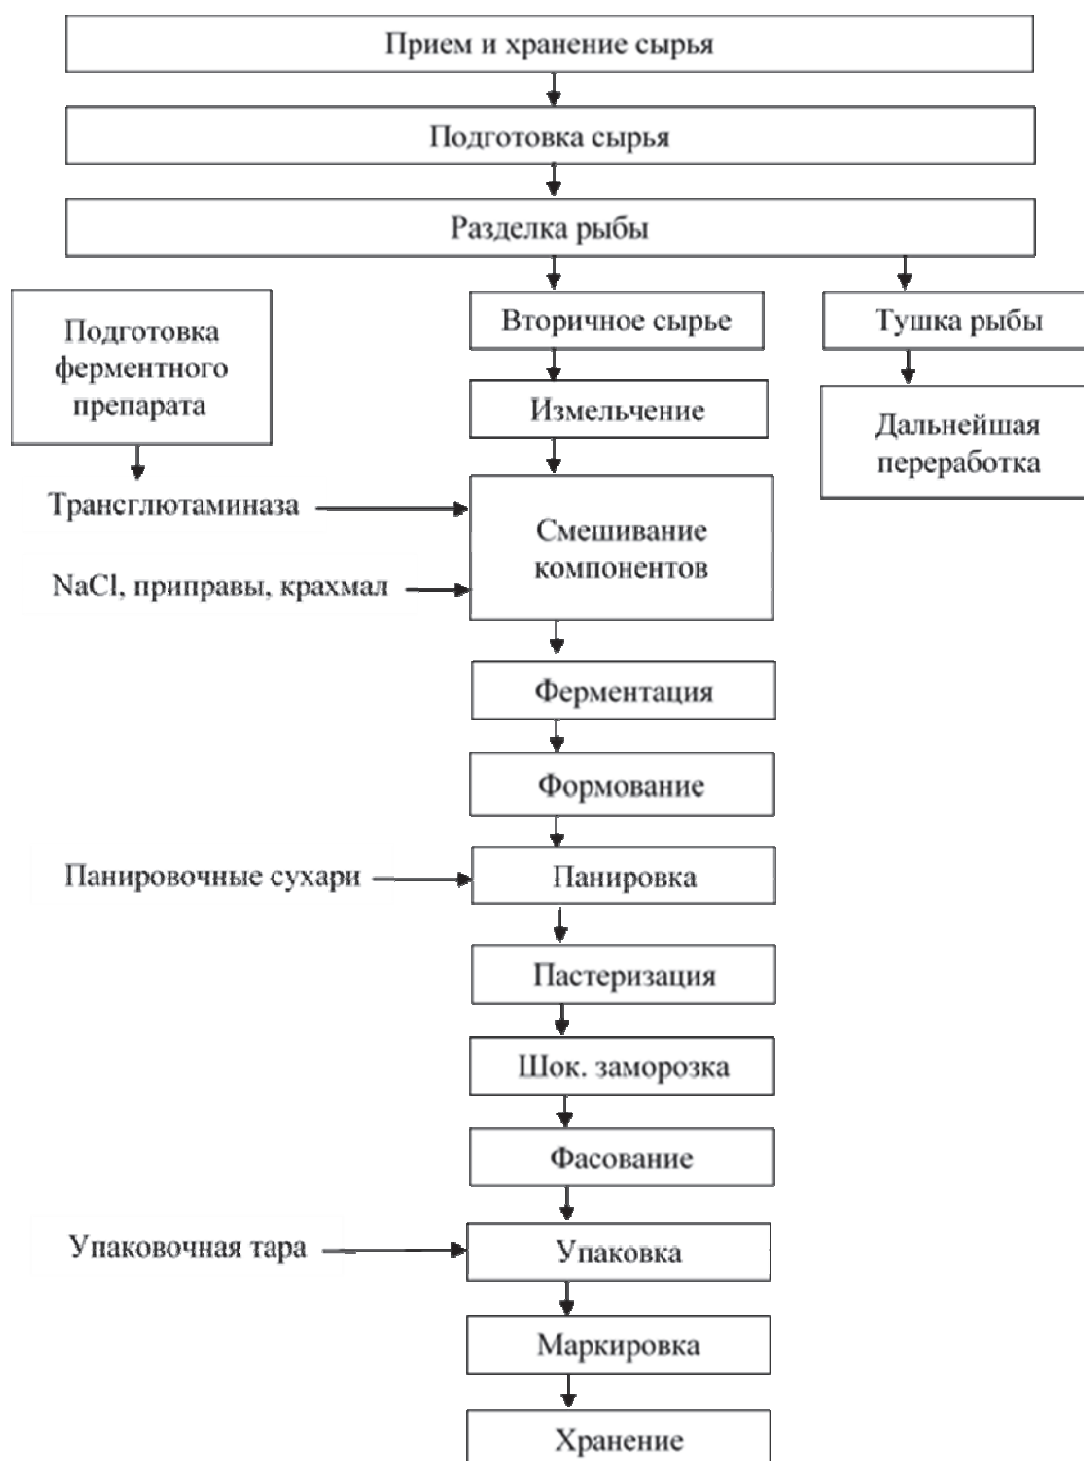 Прием и хранение сырья
Подготовка сырья
Разделка рыбы
Подготовка
ферментного
препарата
Вторичное сырье
Тушка рыбы
Измельчение
Дальнейшая
переработка
Трансглютаминаза
Смешивание
компонентов
NaCl, приправы, крахмал
Ферментация
Формование
Панировочные сухари
Панировка
Пастеризация
Шок. заморозка
Фасование
Упаковочная тара
Упаковка
Маркировка
Хранение